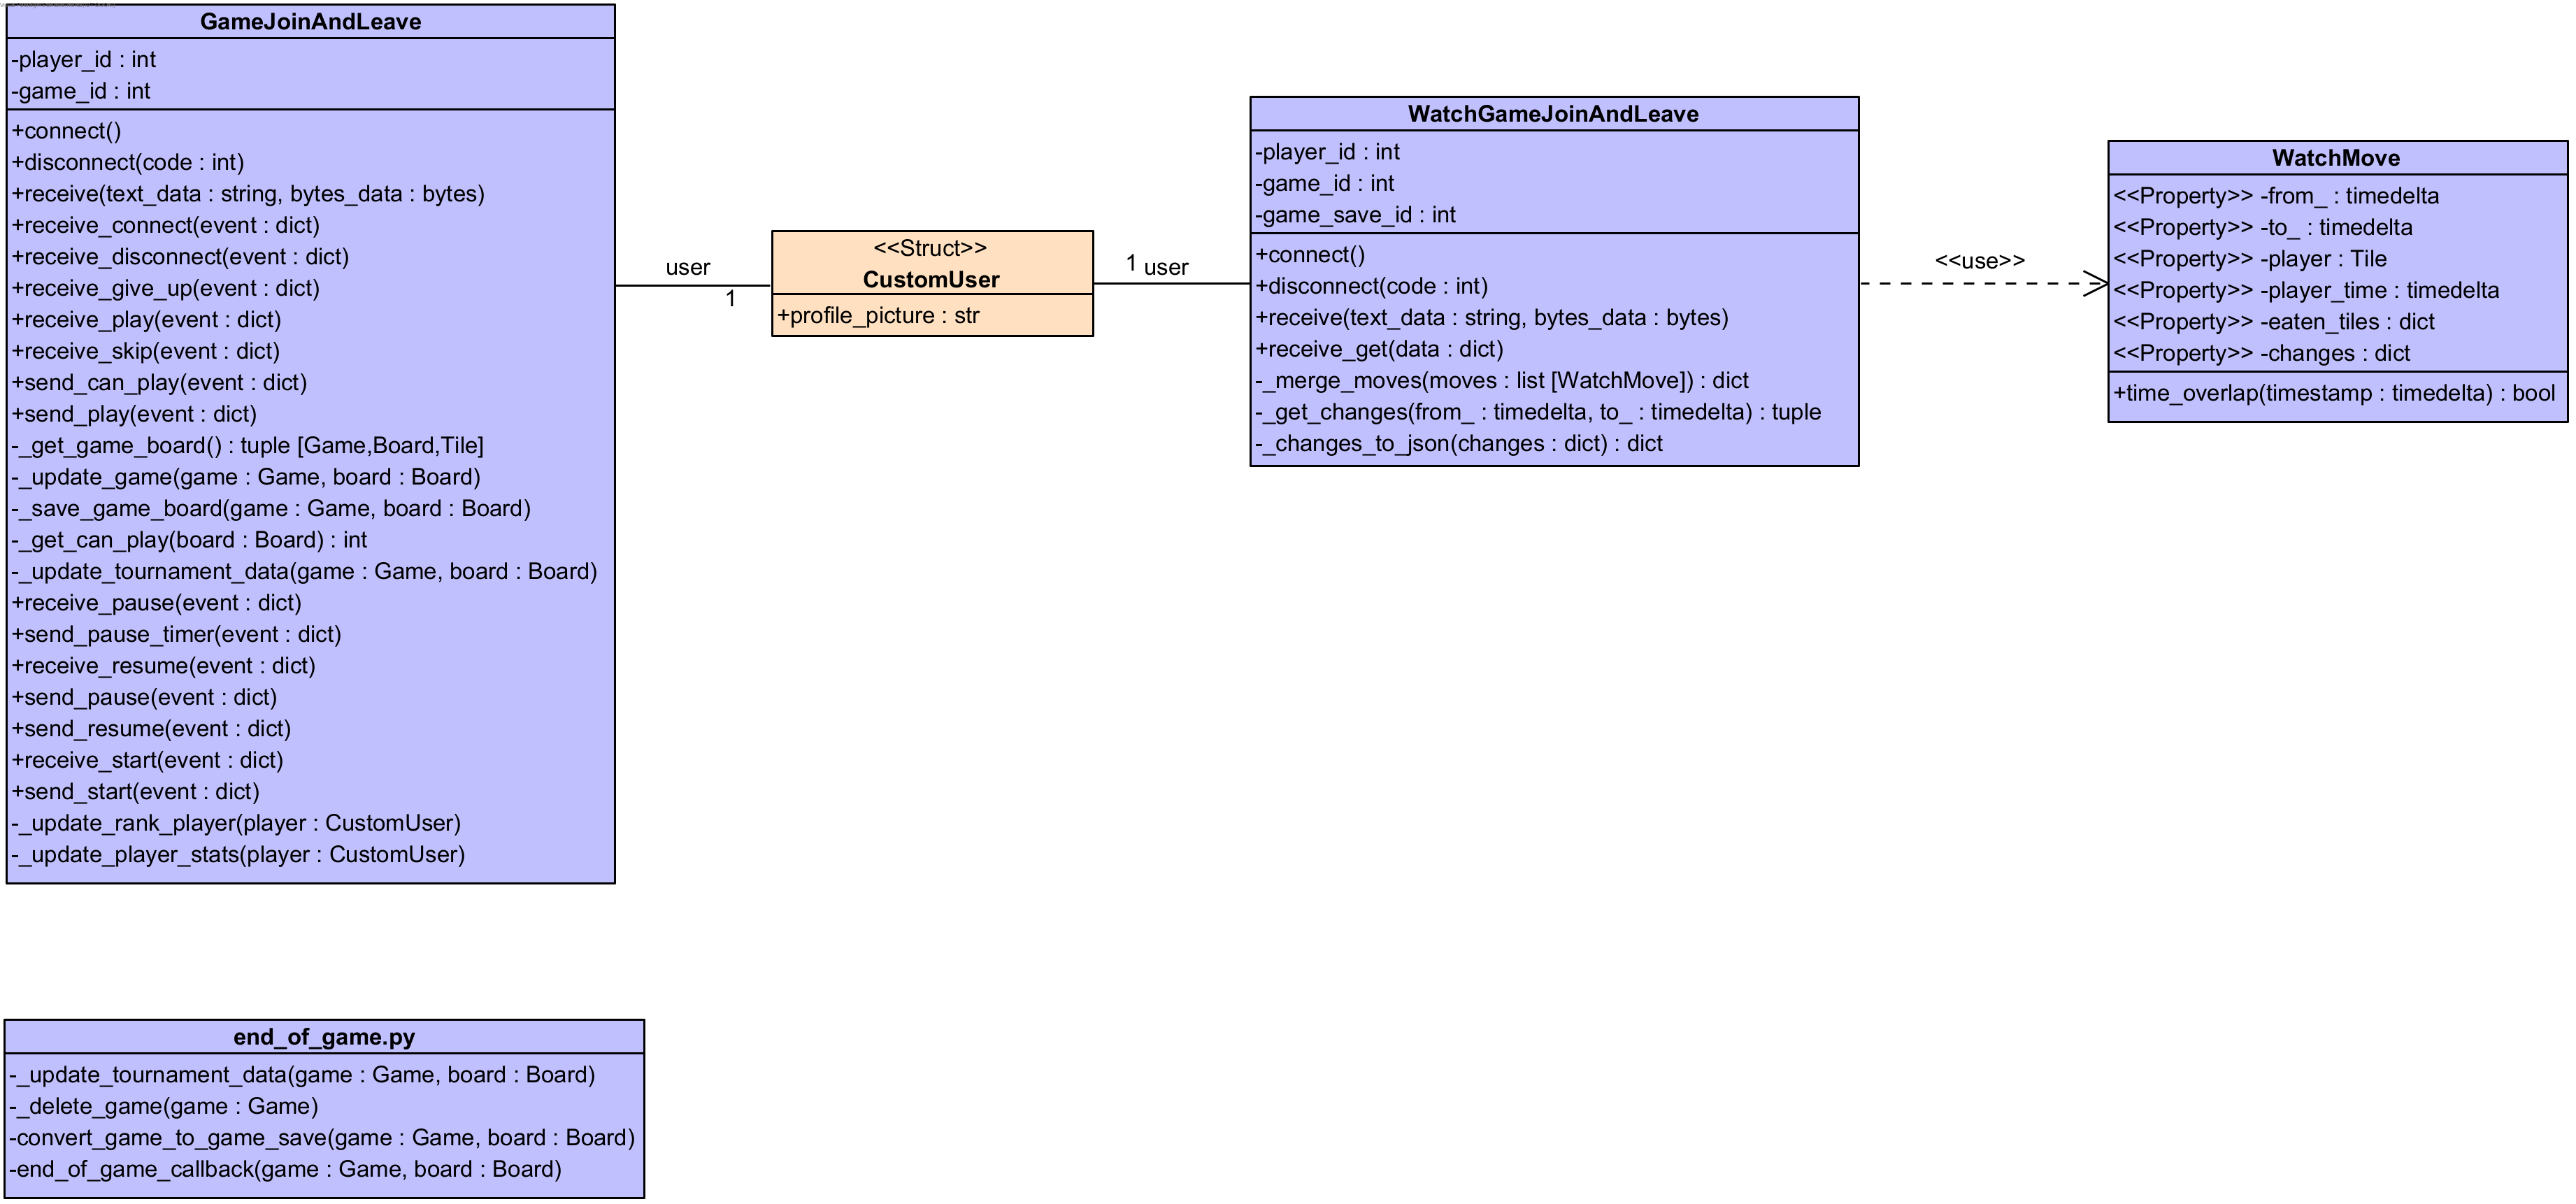 GameJoinAndLeave
-player_id : int
-game_id : int
+connect()
+disconnect(code : int)
+receive(text_data : string, bytes_data : bytes)
+receive_connect(event : dict)
+receive_disconnect(event : dict)
+receive_give_up(event : dict)
+receive_play(event : dict)
+receive_skip(event : dict)
+send_can_play(event : dict)
+send_play(event : dict)
-_get_game_board() : tuple [Game,Board,Tile]
-_update_game(game : Game, board : Board)
-_save_game_board(game : Game, board : Board)
-_get_can_play(board : Board) : int
-_update_tournament_data(game : Game, board : Board)
+receive_pause(event : dict)
+send_pause_timer(event : dict)
+receive_resume(event : dict)
+send_pause(event : dict)
+send_resume(event : dict)
+receive_start(event : dict)
+send_start(event : dict)
-_update_rank_player(player : CustomUser)
-_update_player_stats(player : CustomUser)
user
1
<<Struct>>
CustomUser
+profile_picture : str
1 user
WatchGameJoinAndLeave
-player_id : int
-game_id : int
-game_save_id : int
+connect()
+disconnect(code : int)
+receive(text_data : string, bytes_data : bytes)
+receive_get(data : dict)
-_merge_moves(moves : list [WatchMove]) : dict
-_get_changes(from_ : timedelta, to_ : timedelta) : tuple
-_changes_to_json(changes : dict) : dict
<<use>>
WatchMove
<<Property>> -from_ : timedelta
<<Property>> -to_ : timedelta
<<Property>> -player : Tile
<<Property>> -player_time : timedelta
<<Property>> -eaten_tiles : dict
<<Property>> -changes : dict
+time_overlap(timestamp : timedelta) : bool
end_of_game.py
-_update_tournament_data(game : Game, board : Board)
-_delete_game(game : Game)
-convert_game_to_game_save(game : Game, board : Board)
-end_of_game_callback(game : Game, board : Board)